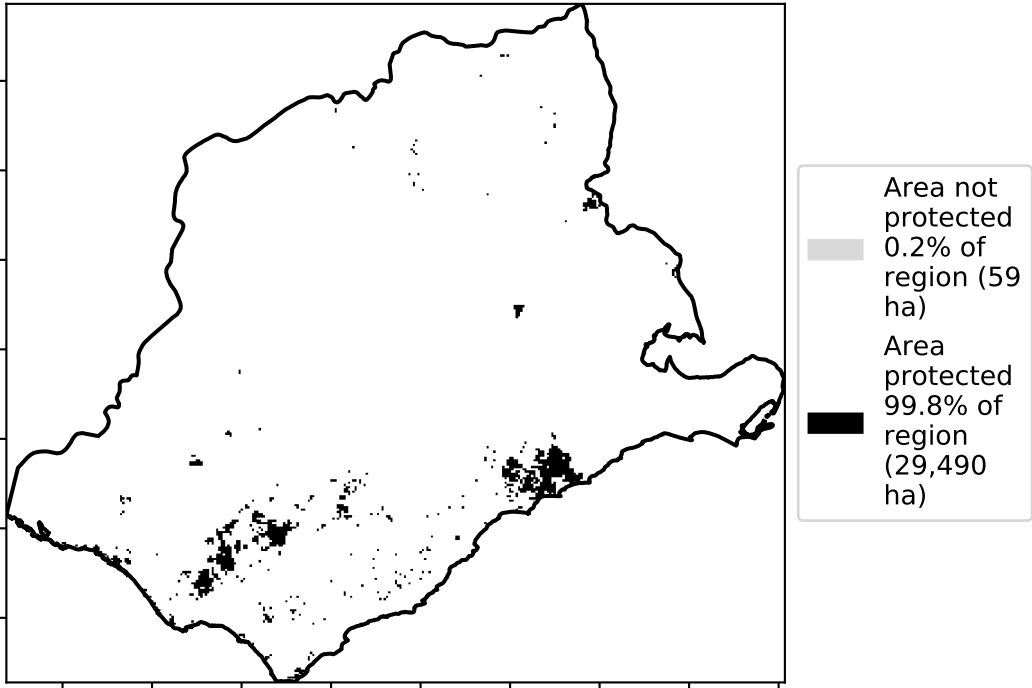 Area not
protected
0.2% of
region (59
ha)
Area
protected
99.8% of
region
(29,490
ha)